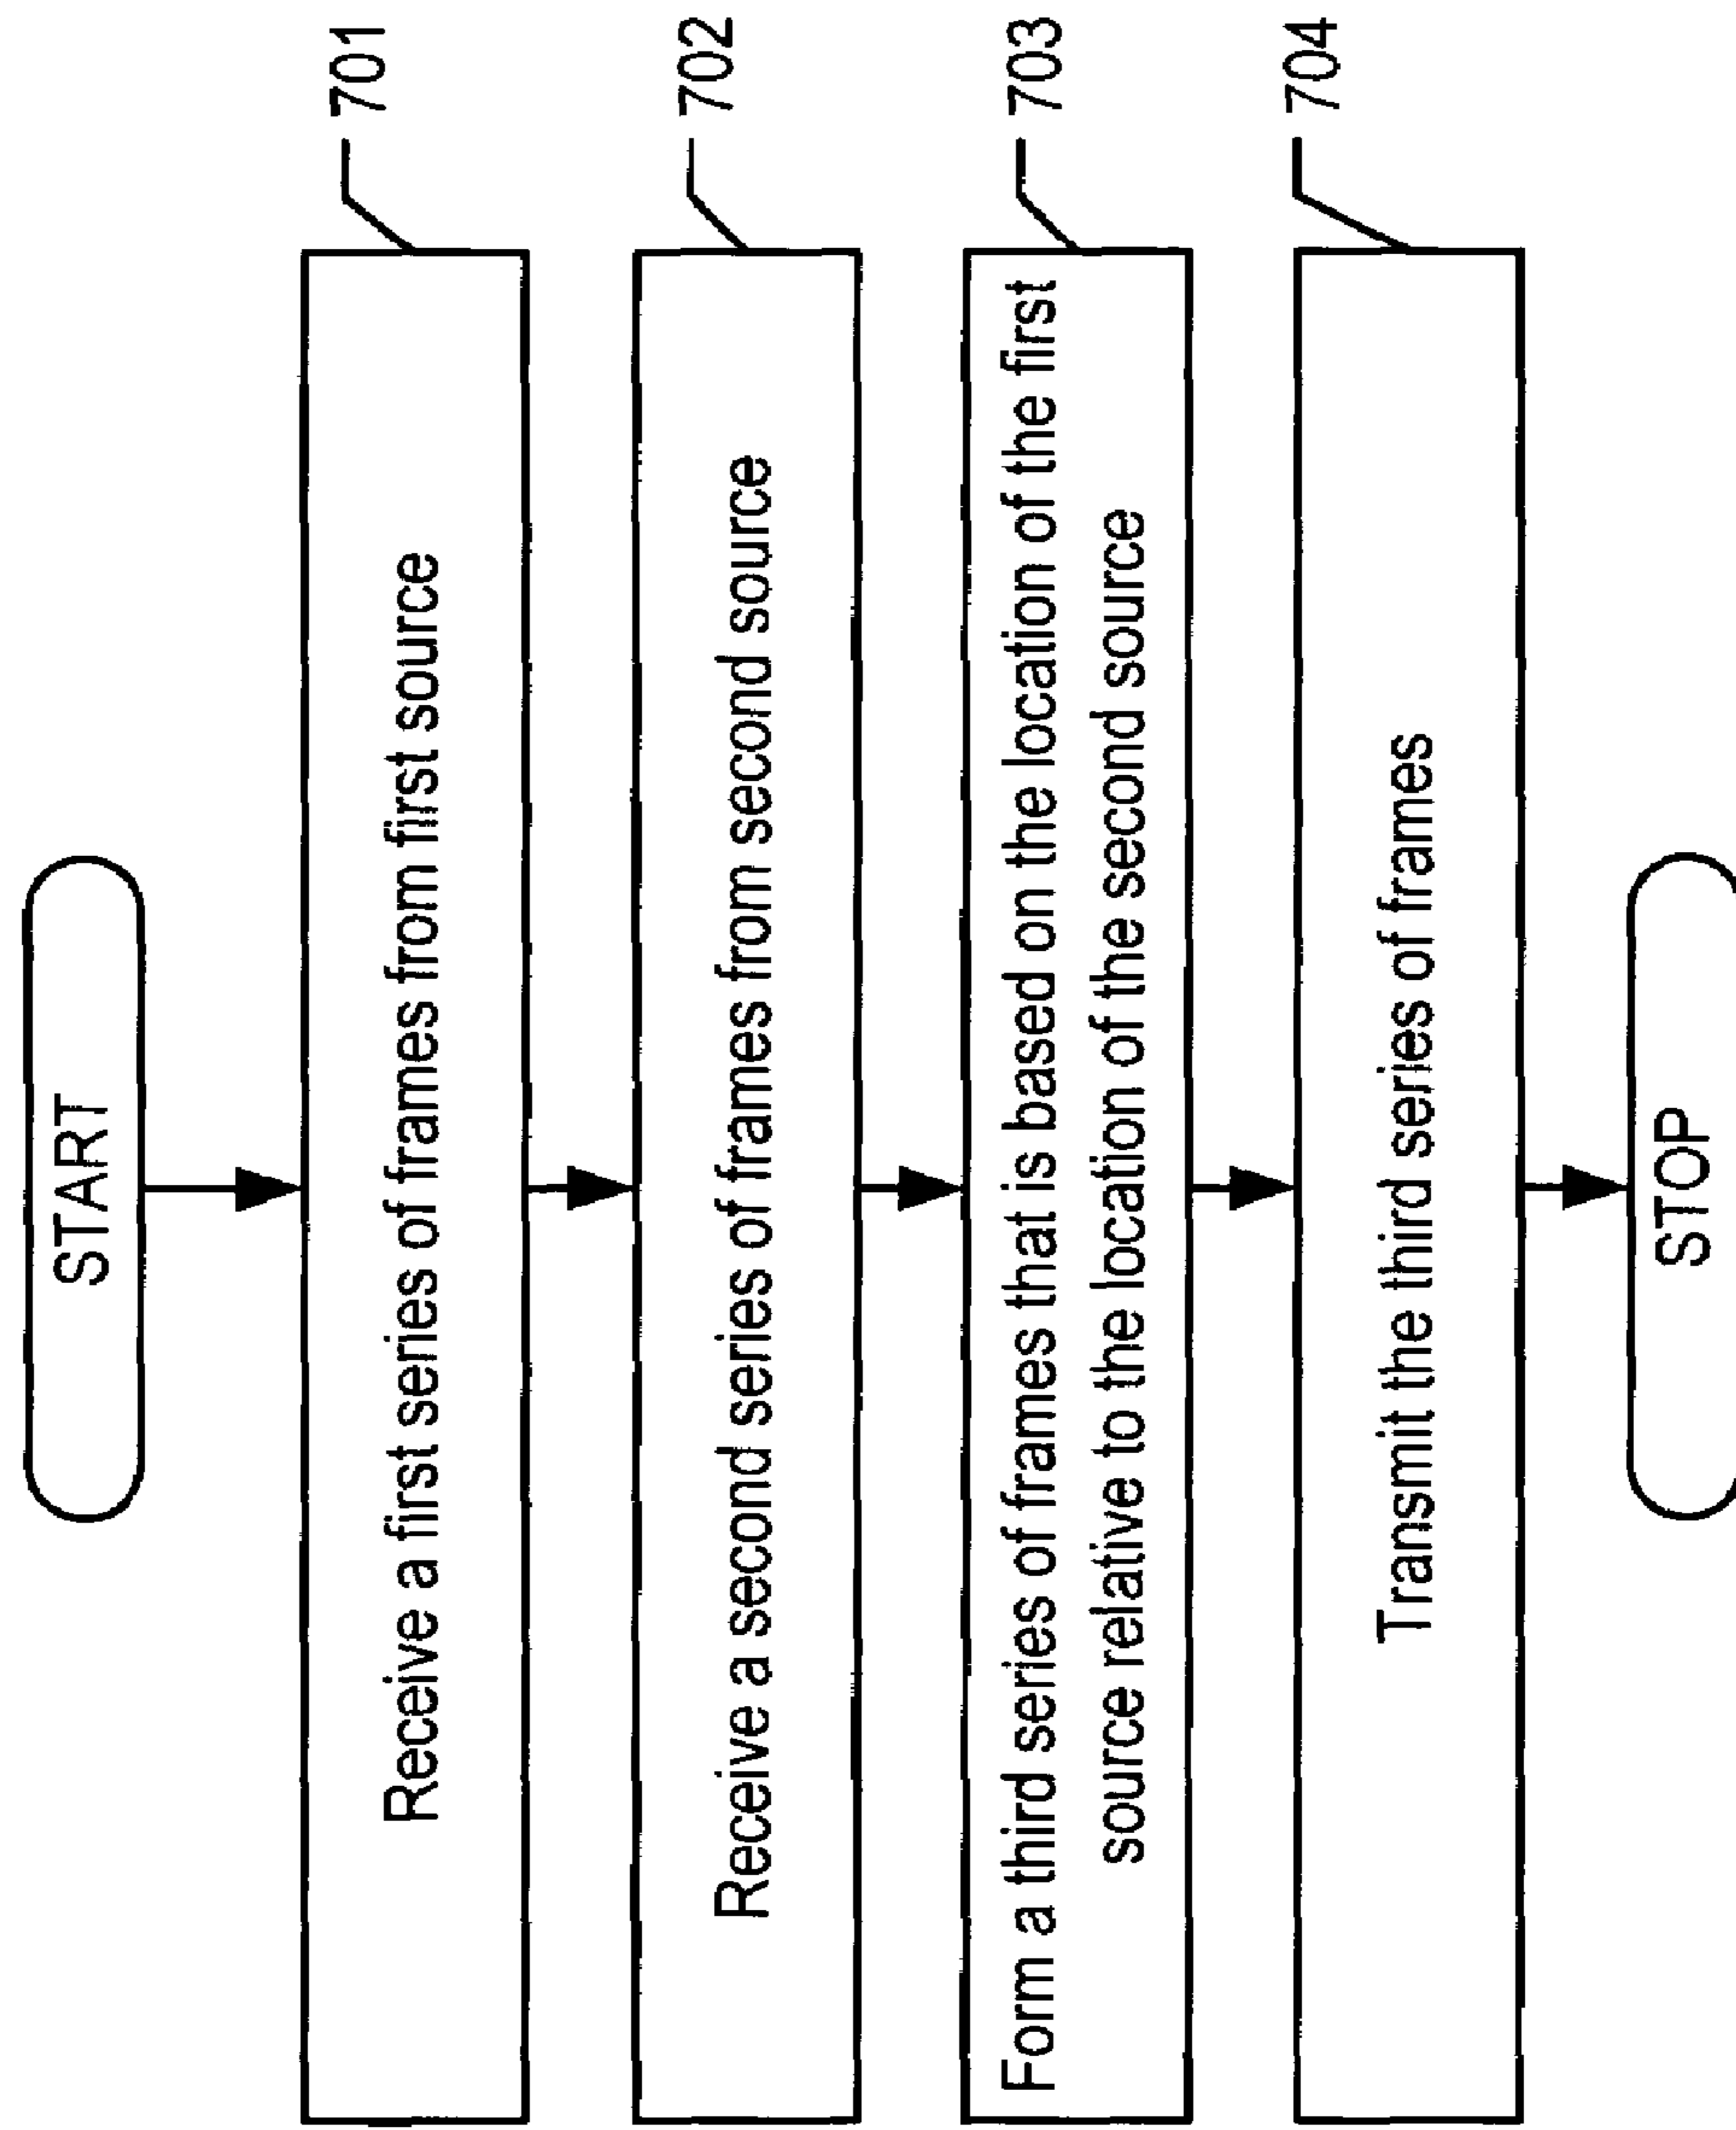 START
701
Receive a first series of frames from first source
702
Receive a second series of frames from second source
703
Form a third series of frames that is based on the location of the first
source relative to the location of the second source
704
Transmit the third series of frames
STOP